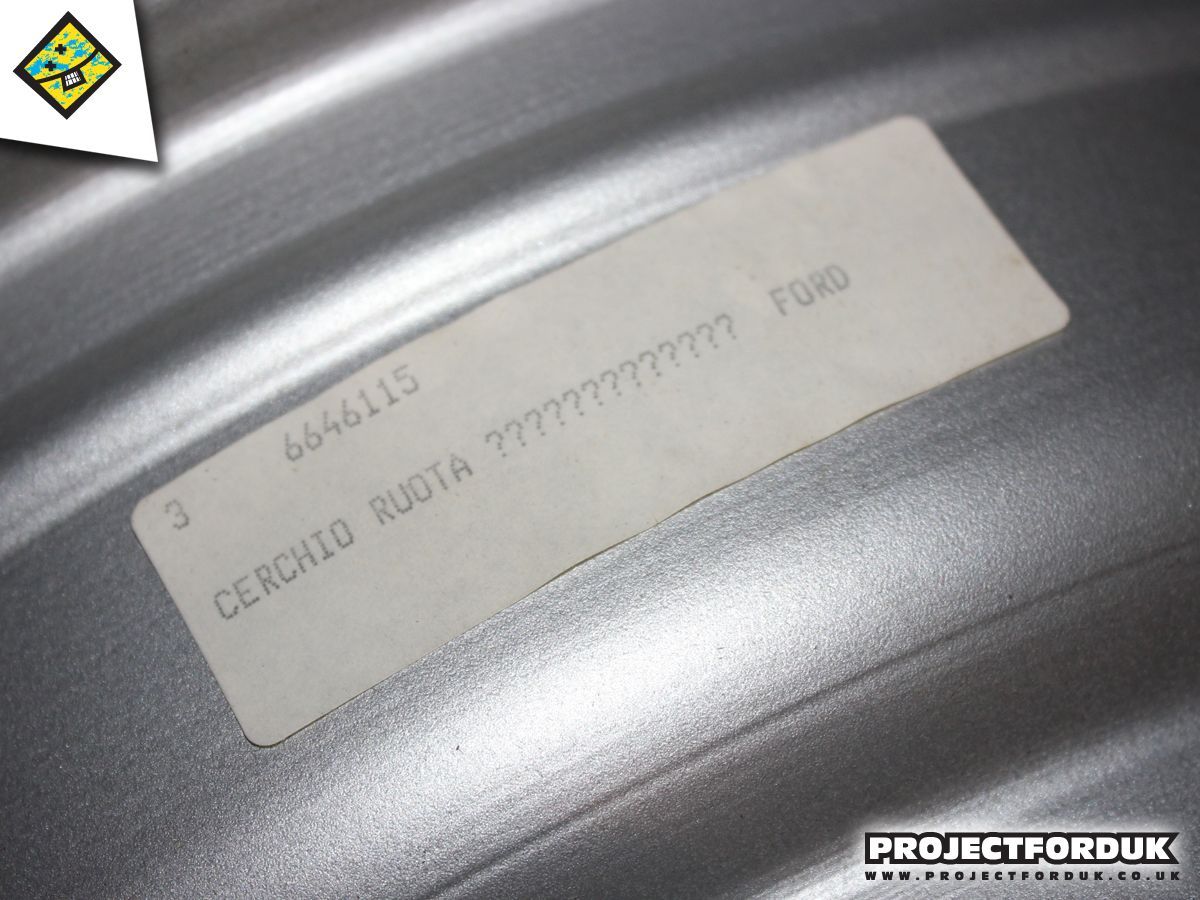 3 6646115
CERCHIO RUOTA ????????????? FORD
PROJECTFORDUK
WWW.PROJECTFORDUK.CO.UK